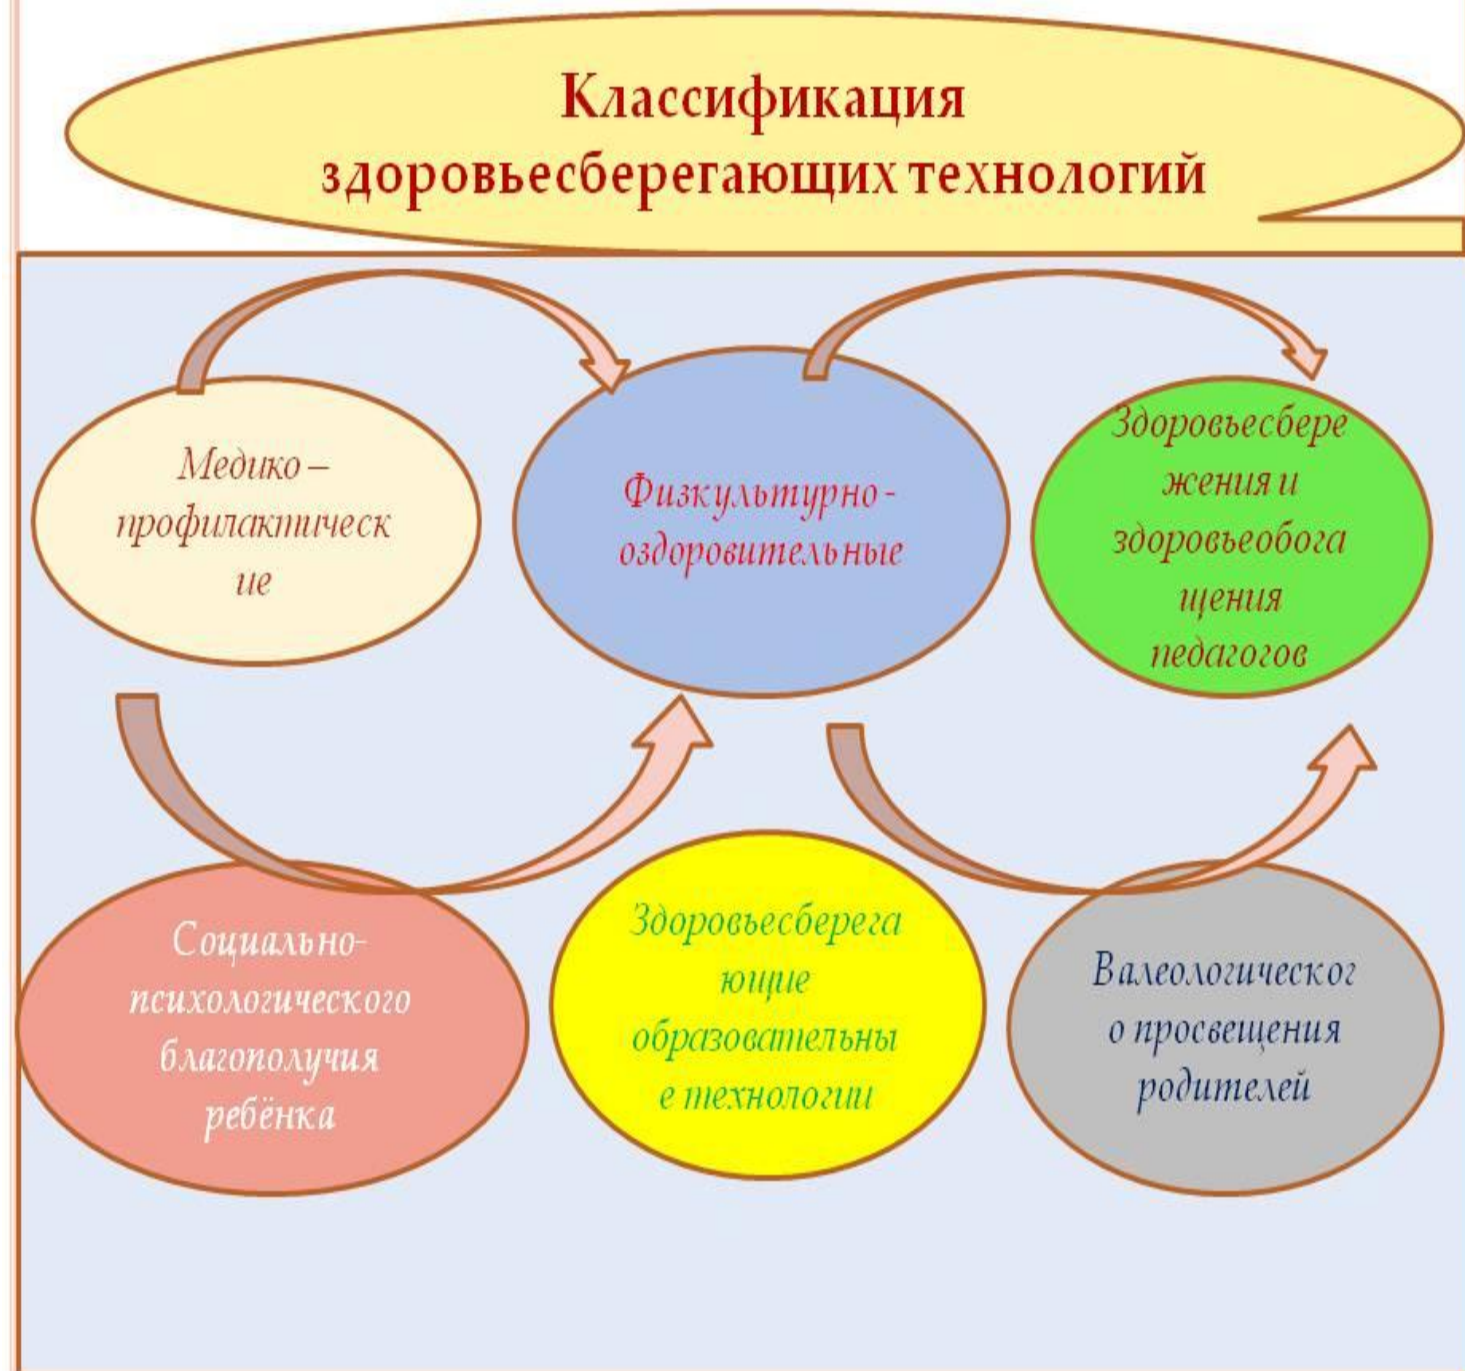 Классификация
здоровьесберегающих технологий
Медико –
профилактическ
ие
Физкультурно -
оздоровительные
Здоровьесбере
жения и
здоровьеобога
щения
педагогов
Социально-
психологического
благополучия
ребёнка
Здоровьесберега
ющие
образовательны
е технологии
Валеологическог
о просвещения
родителей